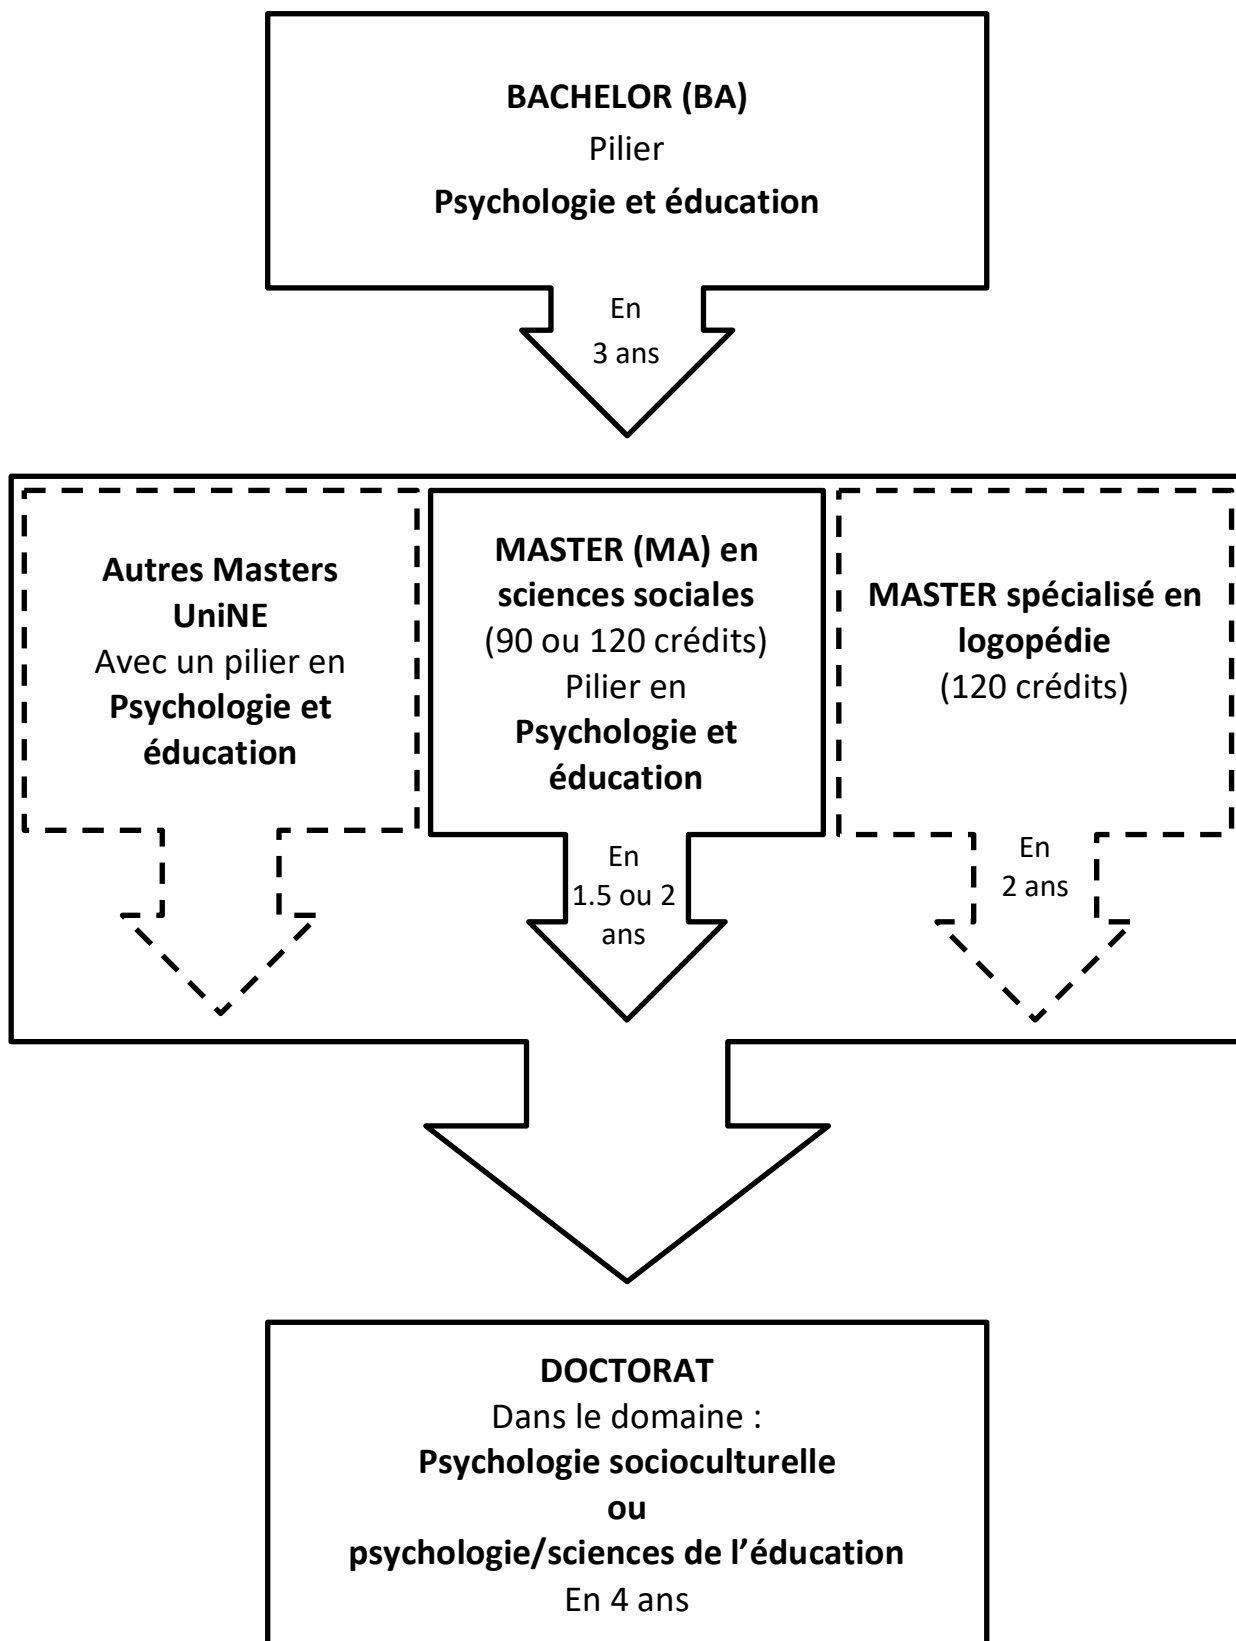 BACHELOR (BA)
Pilier
Psychologie et éducation
En
3 ans
Autres Masters
UniNE
Avec un pilier en
Psychologie et
éducation
MASTER (MA) en
sciences sociales
(90 ou 120 crédits)
Pilier en
Psychologie et
éducation
En
1.5 ou 2
ans
MASTER spécialisé en
logopédie
(120 crédits)
En
2 ans
DOCTORAT
Dans le domaine :
Psychologie socioculturelle
ou
psychologie/sciences de l’éducation
En 4 ans